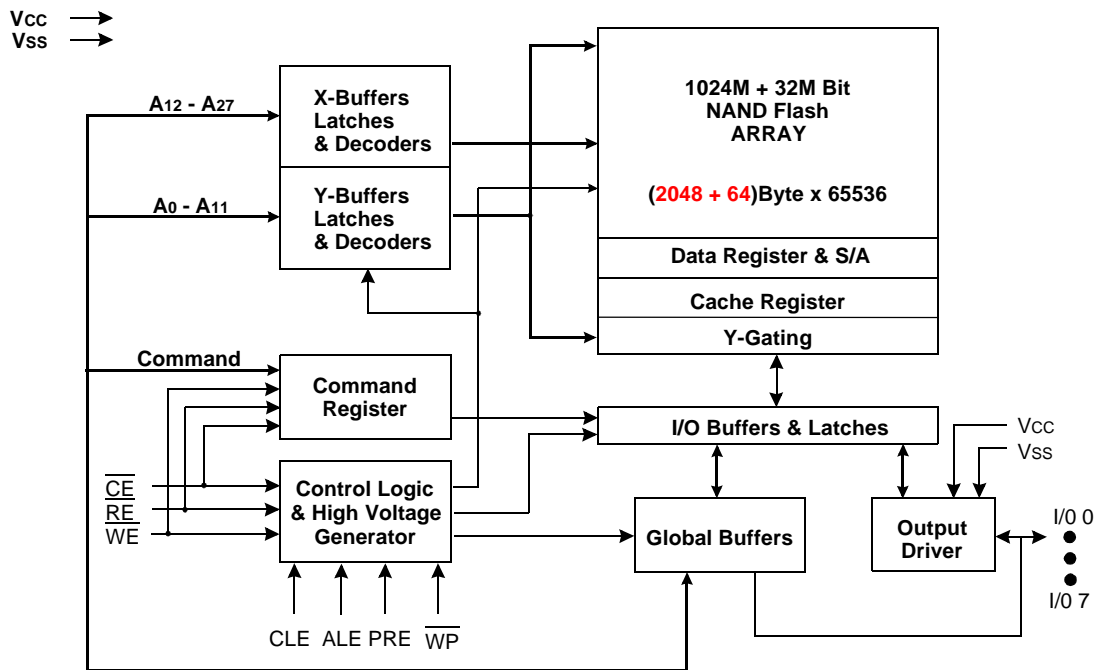 VCC
VSS
A12 - A27
X-Buffers
Latches
& Decoders
A0 - A11
Y-Buffers
Latches
& Decoders
1024M + 32M Bit
NAND Flash
ARRAY
(2048 + 64)Byte x 65536
Data Register & S/A
Cache Register
Y-Gating
Command
Command
Register
I/O Buffers & Latches
VCC
VSS
CE
RE
WE
Control Logic
& High Voltage
Generator
Global Buffers
Output
Driver
I/0 0
I/0 7
CLE ALE PRE WP